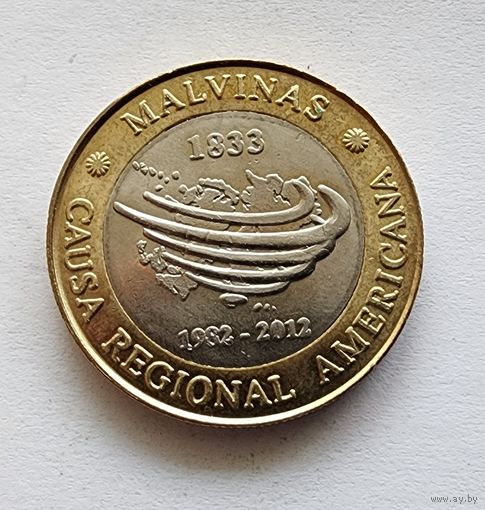 MALVINAS
1833
1982-2012
CAUSA REGIONAL AMERICANA
www.ay.by